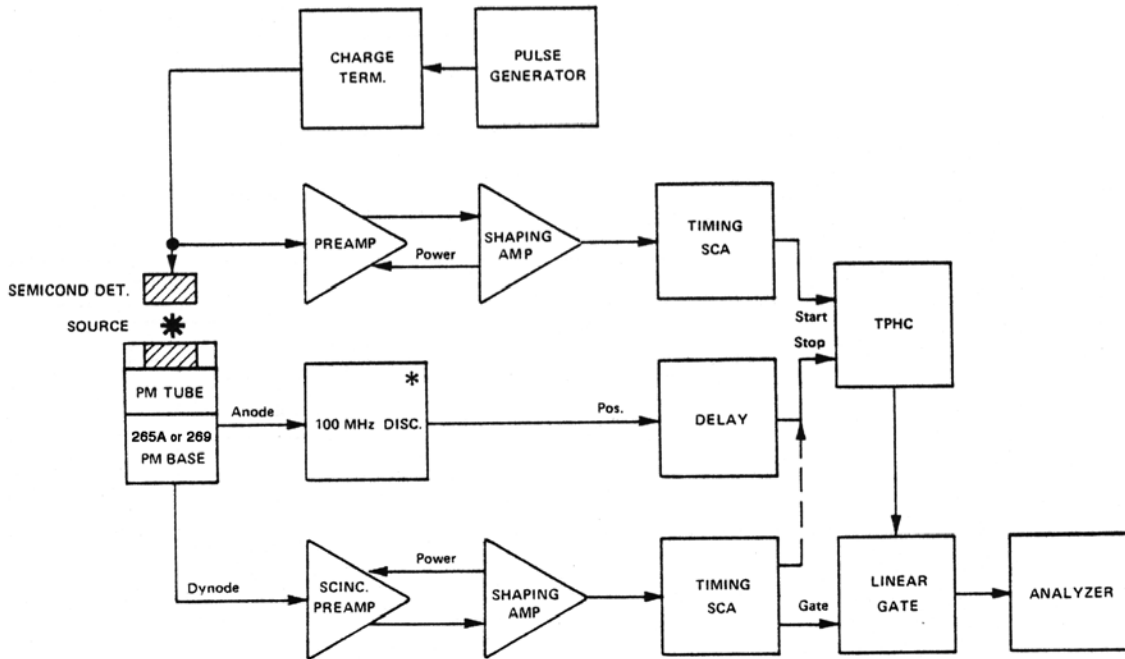 CHARGE
TERM.
PULSE
GENERATOR
PREAMP
Power
SHAPING
AMP
TIMING
SCA
SEMICOND DET.
SOURCE
Start
Stop
TPHC
PM TUBE
265A or 269
PM BASE
Anode
*
100 MHz DISC.
Pos.
DELAY
Dynode
SCINC.
PREAMP
Power
SHAPING
AMP
TIMING
SCA
Gate
LINEAR
GATE
ANALYZER